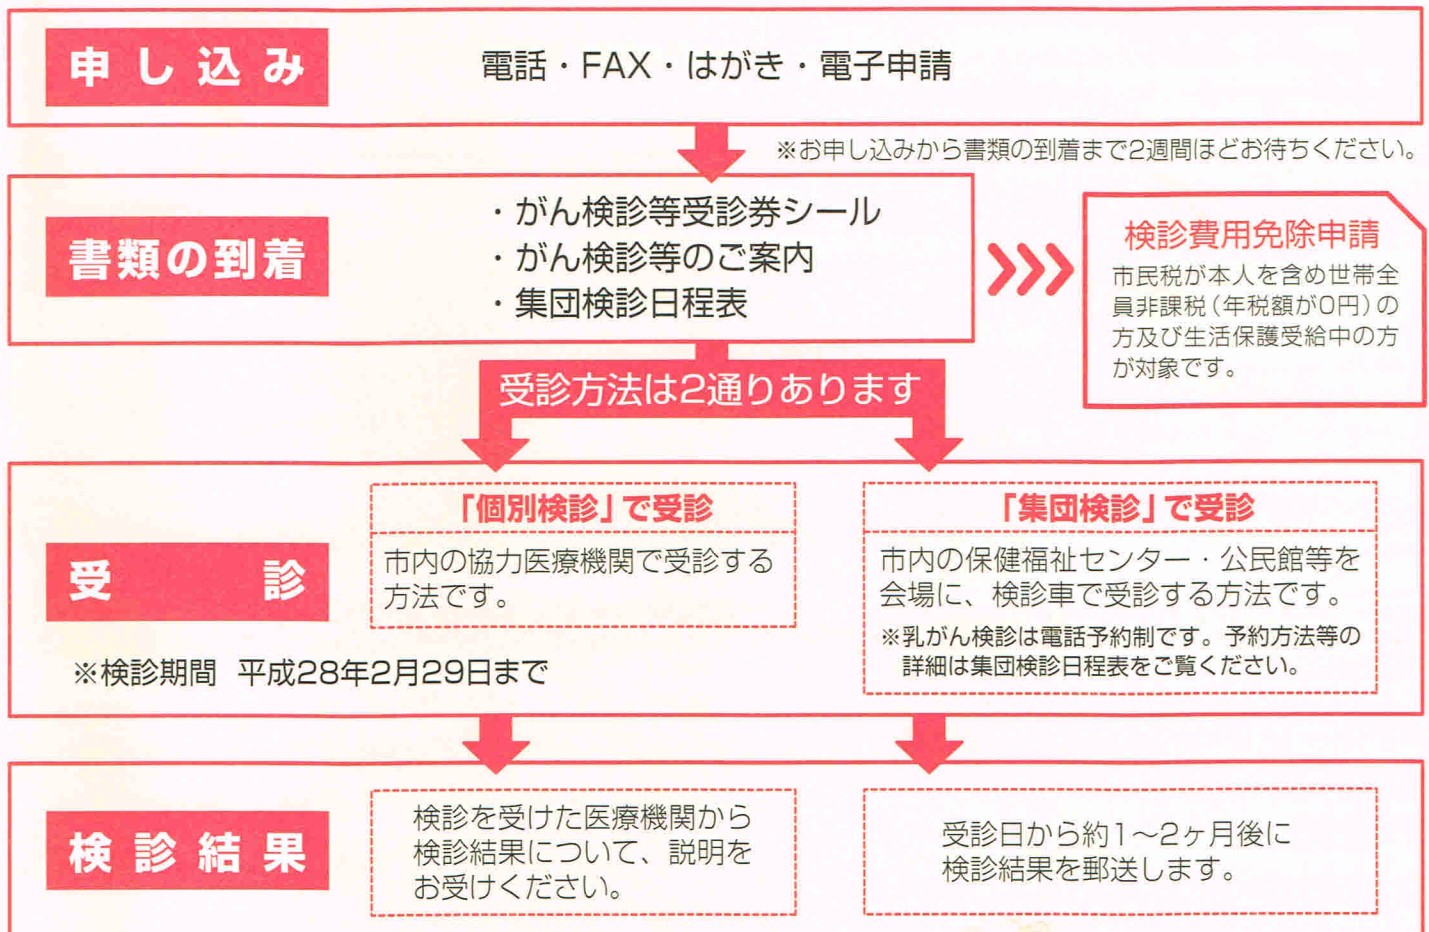 申し込み
電話・FAX・はがき・電子申請
※お申し込みから書類の到着まで2週間ほどお待ちください。
書類の到着
・がん検診等受診券シール
・がん検診等のご案内
・集団検診日程表
検診費用免除申請
市民税が本人を含め世帯全
員非課税(年税額が0円)の
方及び生活保護受給中の方
が対象です。
受診方法は2通りあります
受診
※検診期間 平成28年2月29日まで
「個別検診」で受診
市内の協力医療機関で受診する
方法です。
「集団検診」で受診
市内の保健福祉センター・公民館等を
会場に、検診車で受診する方法です。
※乳がん検診は電話予約制です。予約方法等の
詳細は集団検診日程表をご覧ください。
検診結果
検診を受けた医療機関から
検診結果について、説明を
お受けください。
受診日から約1〜2ヶ月後に
検診結果を郵送します。